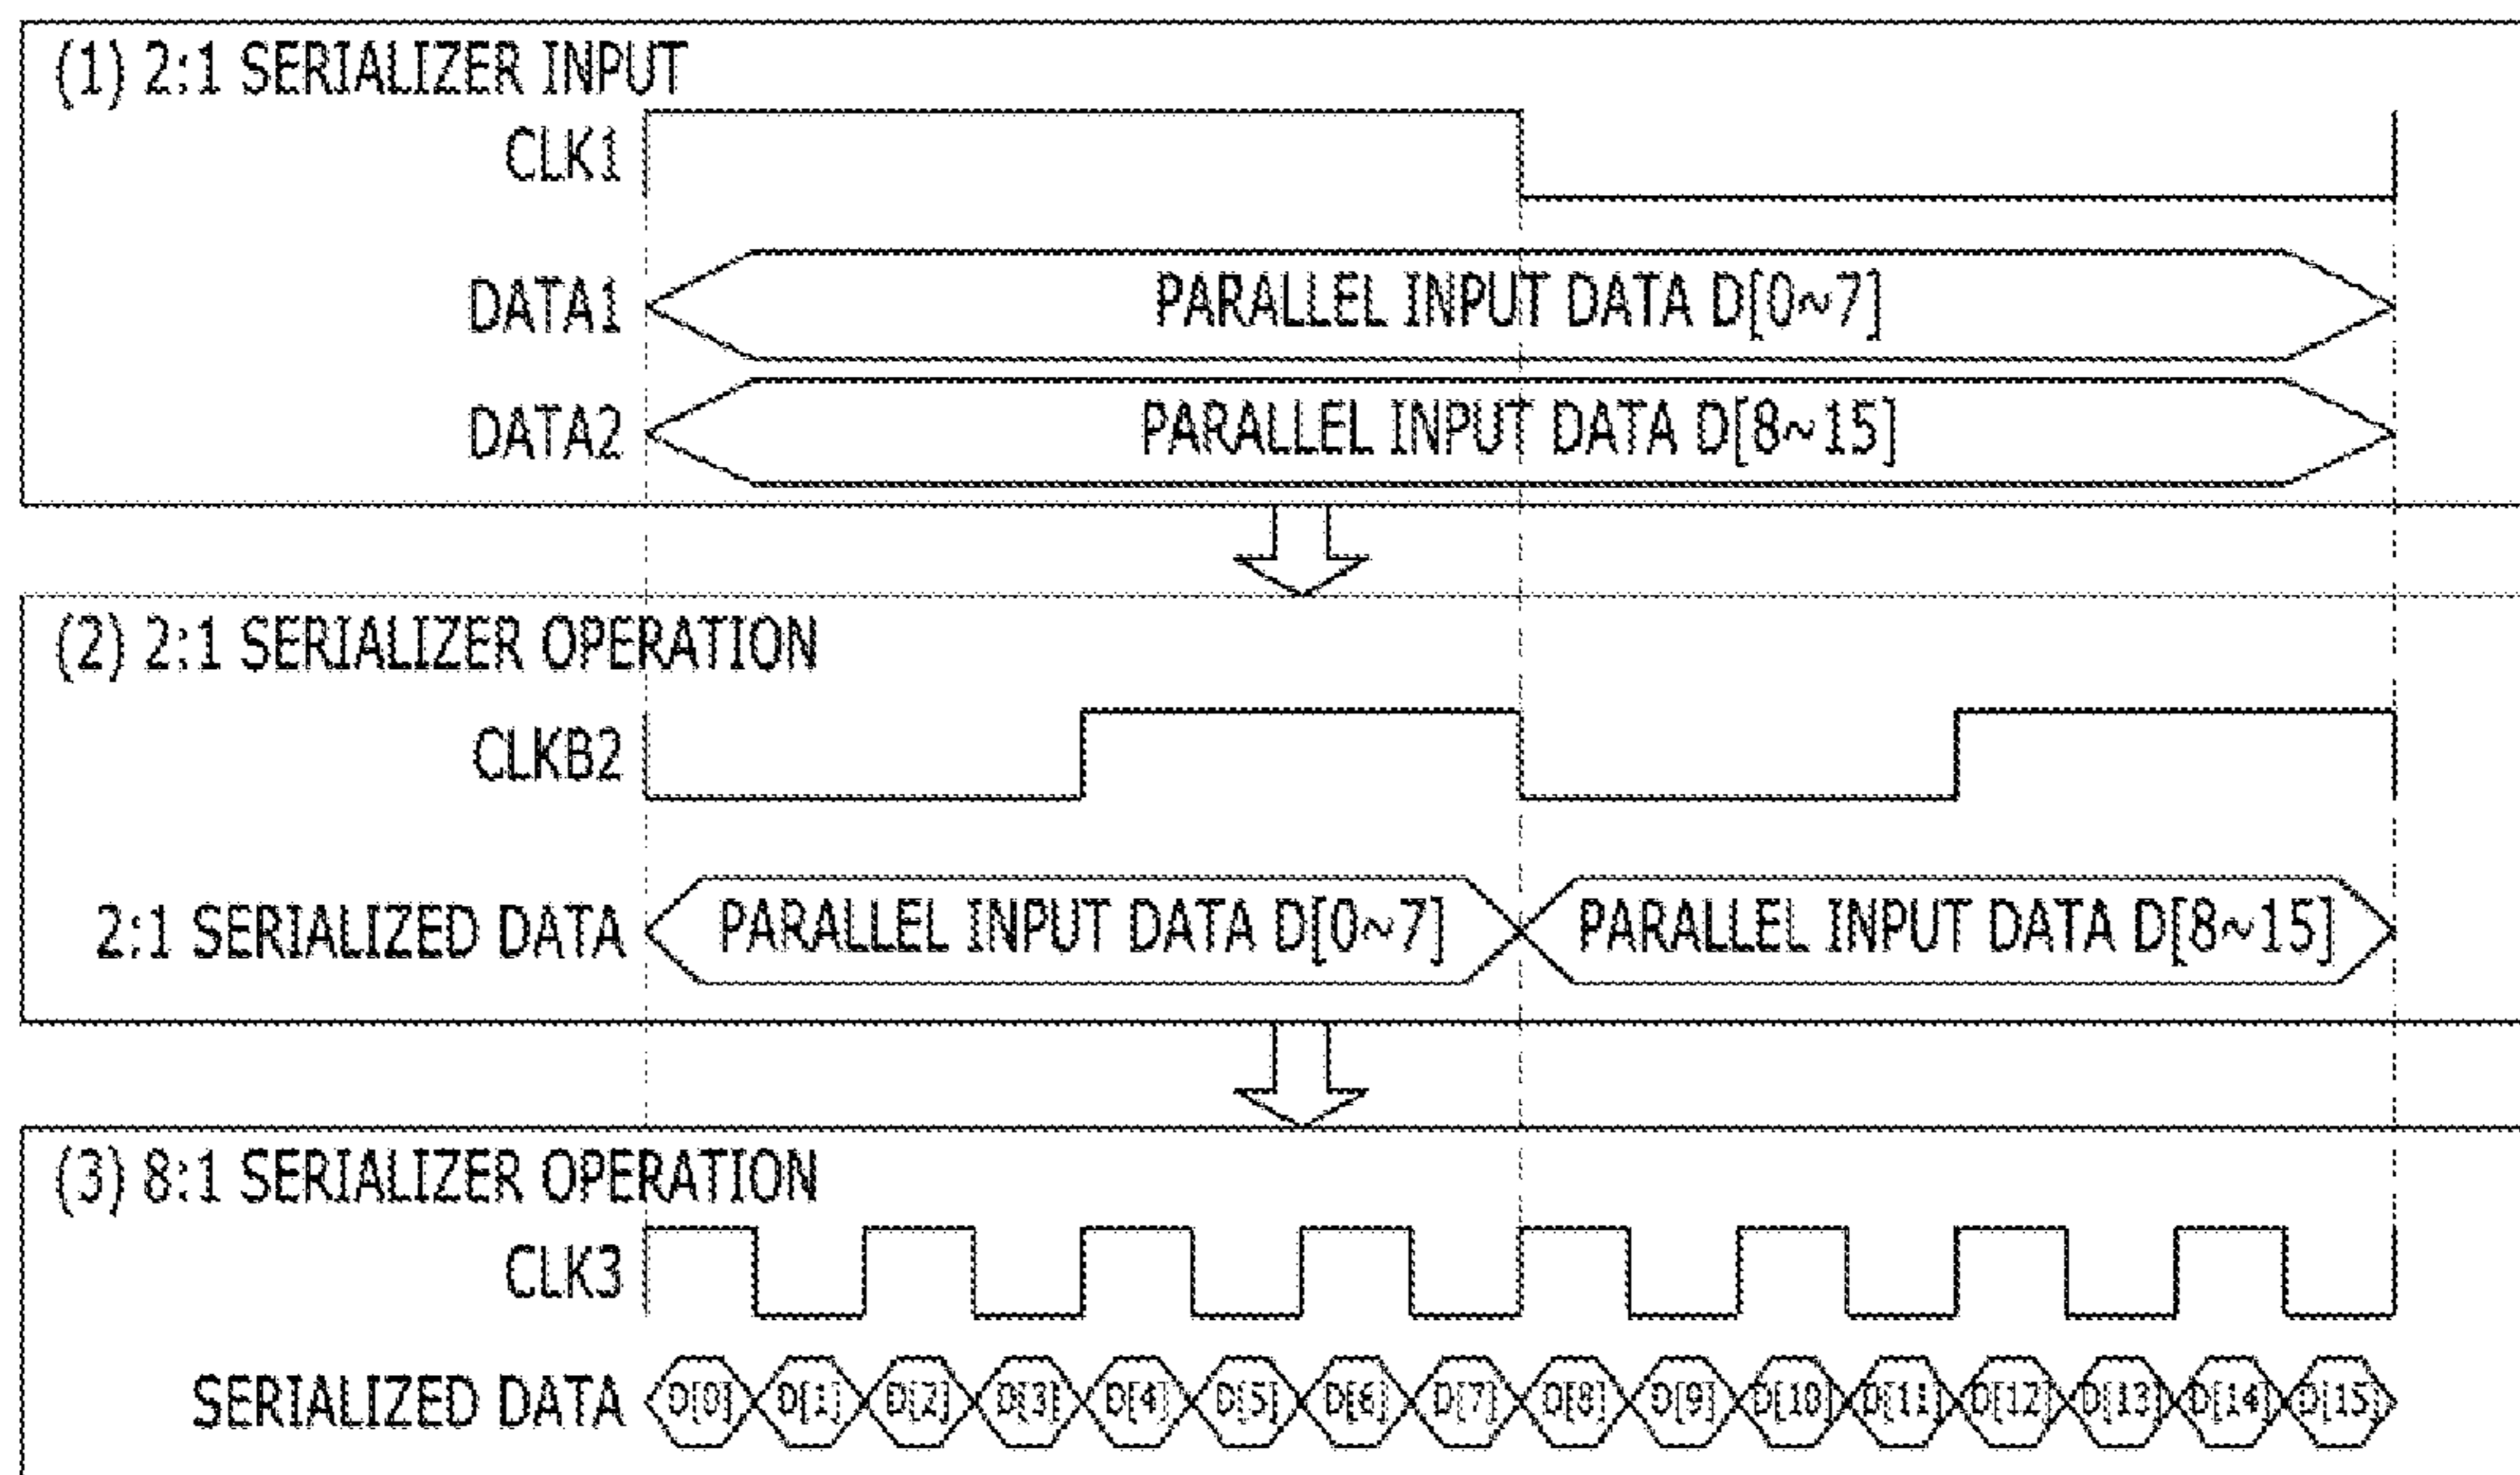 (1) 2:1 SERIALIZER INPUT
CLK1
DATA1 PARALLEL INPUT DATA D[0~7]
DATA2 PARALLEL INPUT DATA D[8~15]
(2) 2:1 SERIALIZER OPERATION
CLKB2
2:1 SERIALIZED DATA PARALLEL INPUT DATA D[0~7] PARALLEL INPUT DATA D[8~15]
(3) 8:1 SERIALIZER OPERATION
CLK3
SERIALIZED DATA D[0] D[1] D[2] D[3] D[4] D[5] D[6] D[7] D[8] D[9] D[10] D[11] D[12] D[13] D[14] D[15]